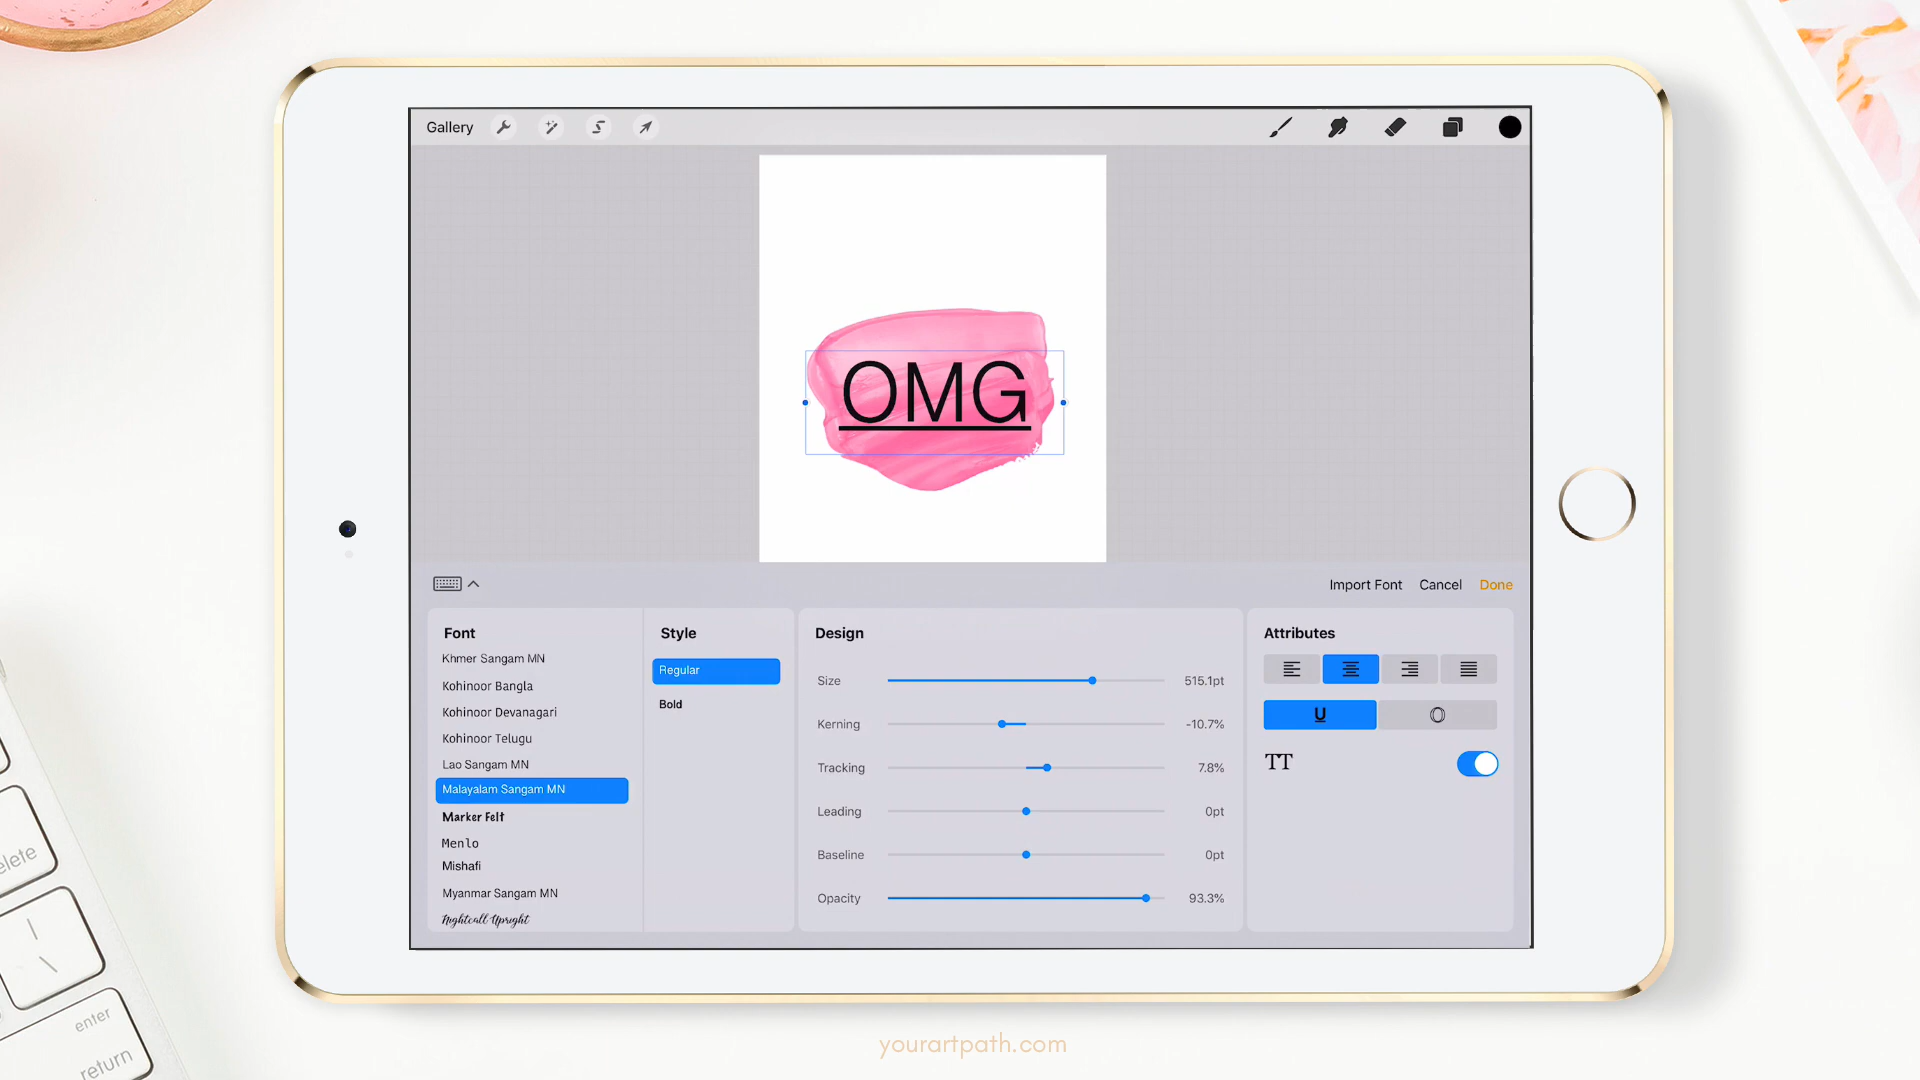 Gallery
OMG
Import Font Cancel Done
Font
Khmer Sangam MN
Kohinoor Bangla
Kohinoor Devanagari
Kohinoor Telugu
Lao Sangam MN
Malayalam Sangam MN
Marker Felt
Menlo
Mishafi
Myanmar Sangam MN
Nightcall Upright
Style
Regular
Bold
Design
Size 515.1pt
Kerning -10.7%
Tracking 7.8%
Leading 0pt
Baseline 0pt
Opacity 93.3%
Attributes
U O
TT
elete
\
enter
return
yourartpath.com